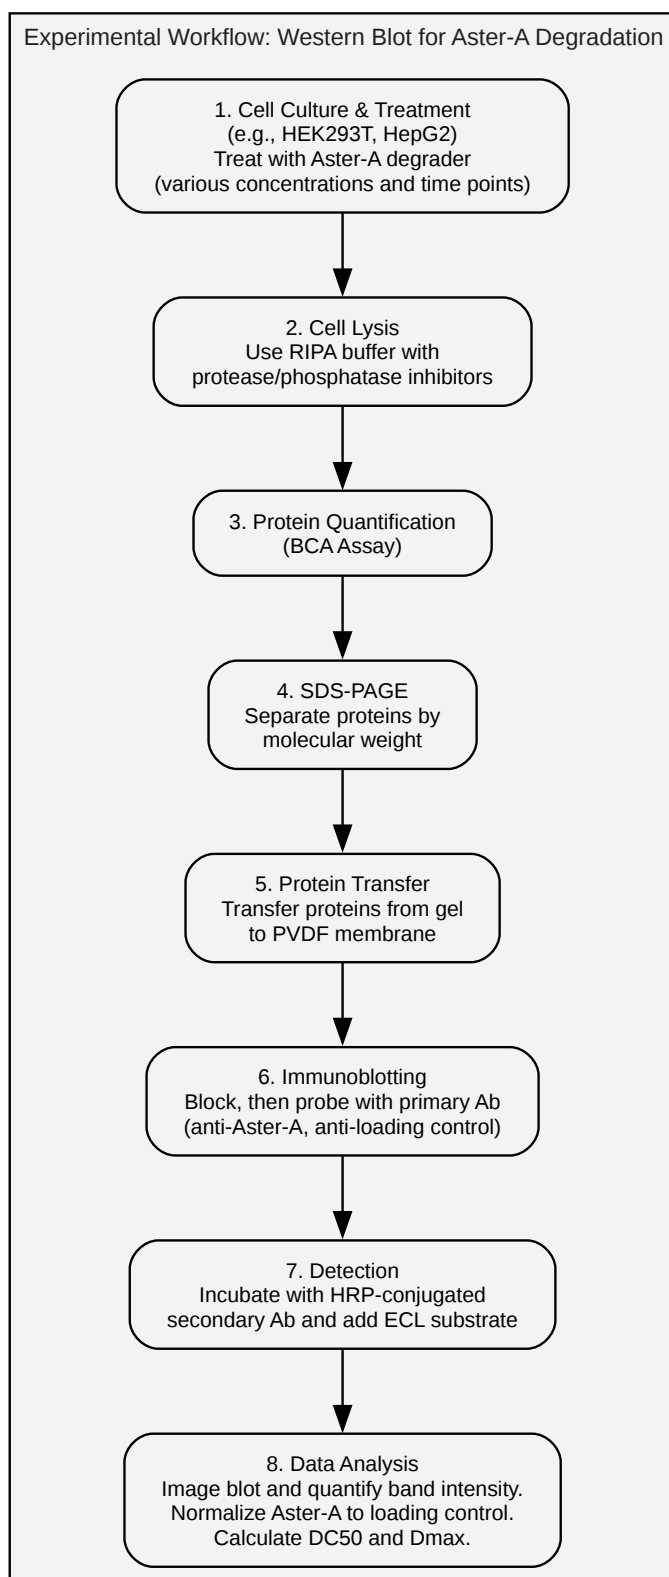 Experimental Workflow: Western Blot for Aster-A Degradation
1. Cell Culture & Treatment
(e.g., HEK293T, HepG2)
Treat with Aster-A degrader
(various concentrations and time points)
2. Cell Lysis
Use RIPA buffer with
protease/phosphatase inhibitors
3. Protein Quantification
(BCA Assay)
4. SDS-PAGE
Separate proteins by
molecular weight
5. Protein Transfer
Transfer proteins from gel
to PVDF membrane
6. Immunoblotting
Block, then probe with primary Ab
(anti-Aster-A, anti-loading control)
7. Detection
Incubate with HRP-conjugated
secondary Ab and add ECL substrate
8. Data Analysis
Image blot and quantify band intensity.
Normalize Aster-A to loading control.
Calculate DC50 and Dmax.